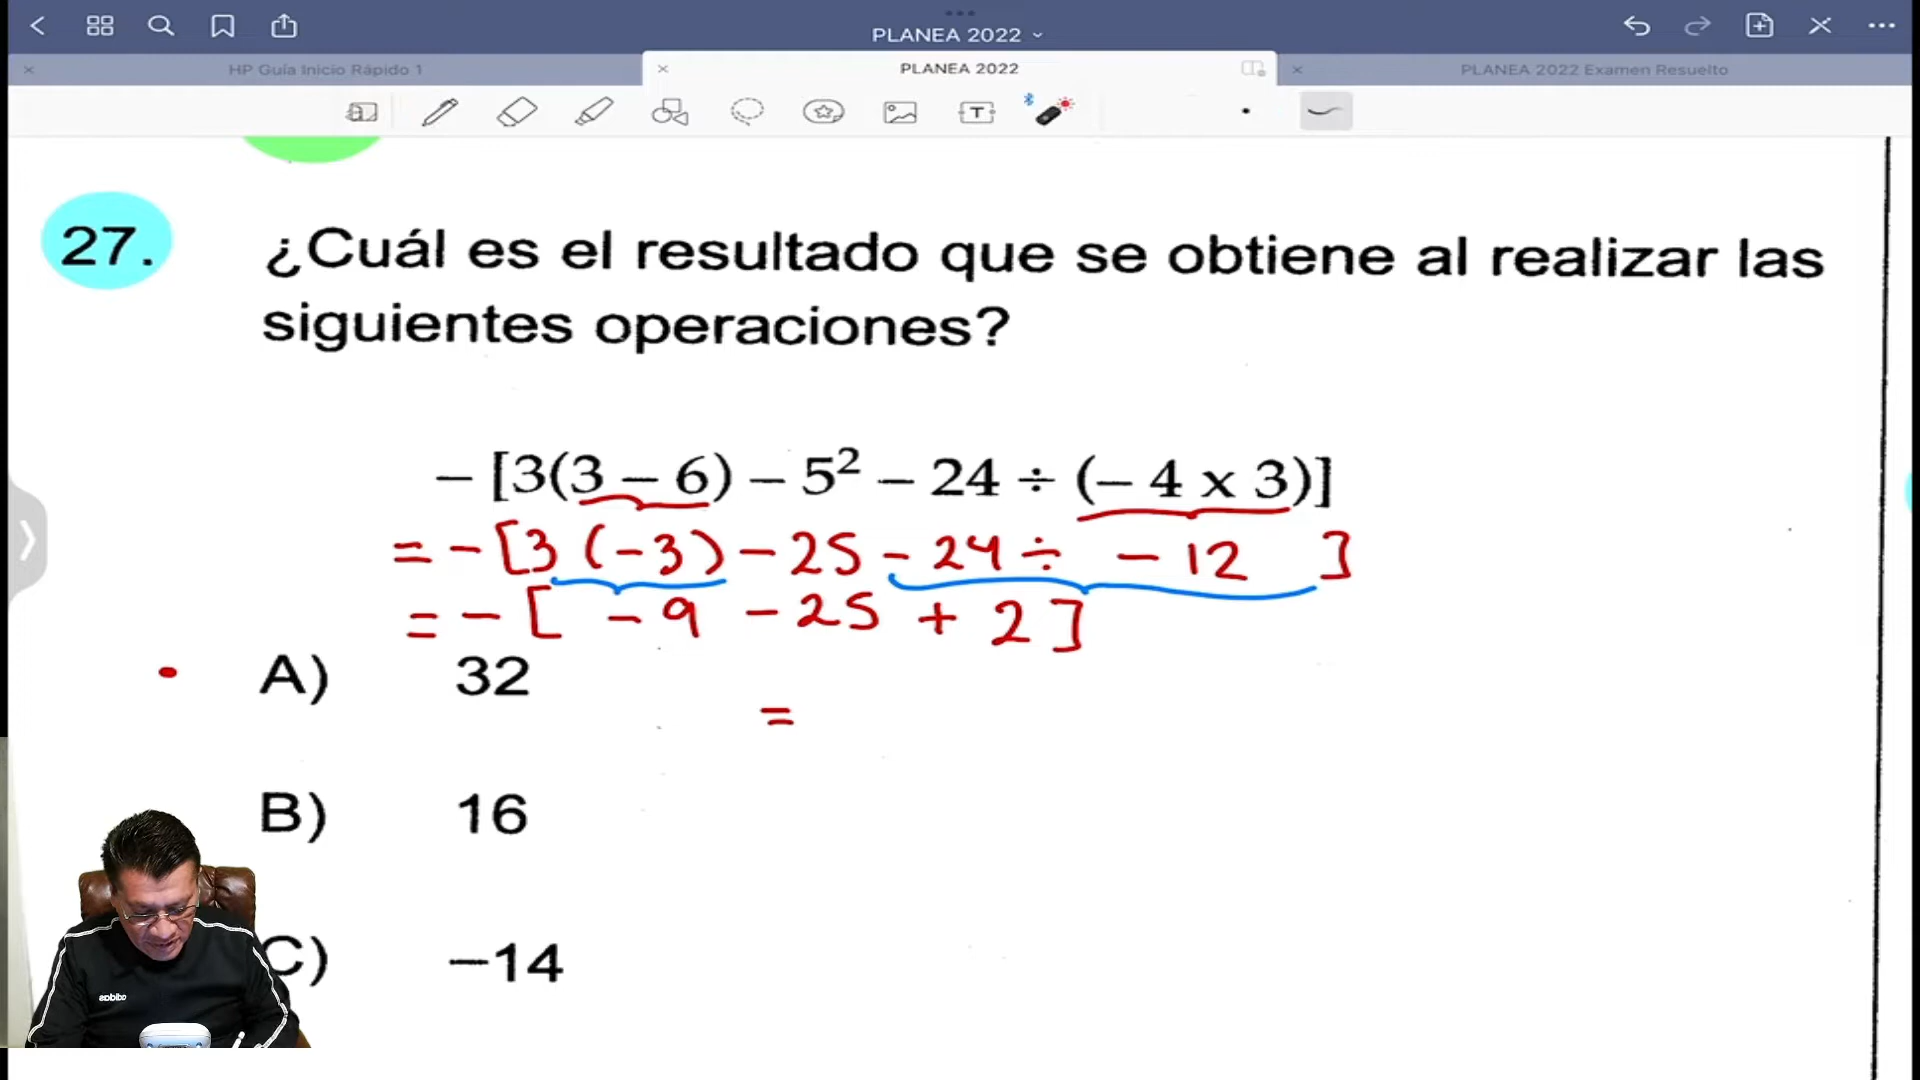 PLANEA 2022
HP Guía Inicio Rápido 1
PLANEA 2022
PLANEA 2022 Examen Resuelto
27. ¿Cuál es el resultado que se obtiene al realizar las
siguientes operaciones?
− [3(3 − 6) − 5² − 24 ÷ (− 4 x 3)]
= − [3 (−3) − 25 − 24 ÷ − 12 ]
= − [ − 9 − 25 + 2 ]
A) 32
=
B) 16
C) −14
adidas